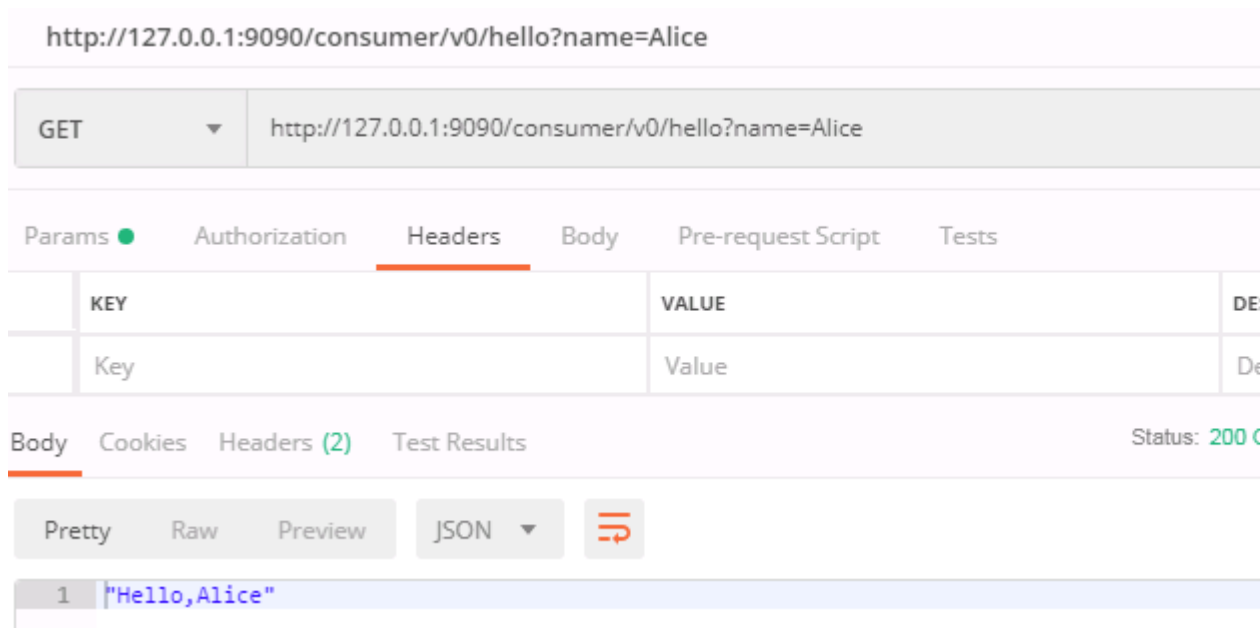 http://127.0.0.1:9090/consumer/v0/hello?name=Alice
GET http://127.0.0.1:9090/consumer/v0/hello?name=Alice
Params Authorization Headers Body Pre-request Script Tests
KEY VALUE
Key Value
Body Cookies Headers (2) Test Results Status: 200
Pretty Raw Preview JSON
1 "Hello,Alice"